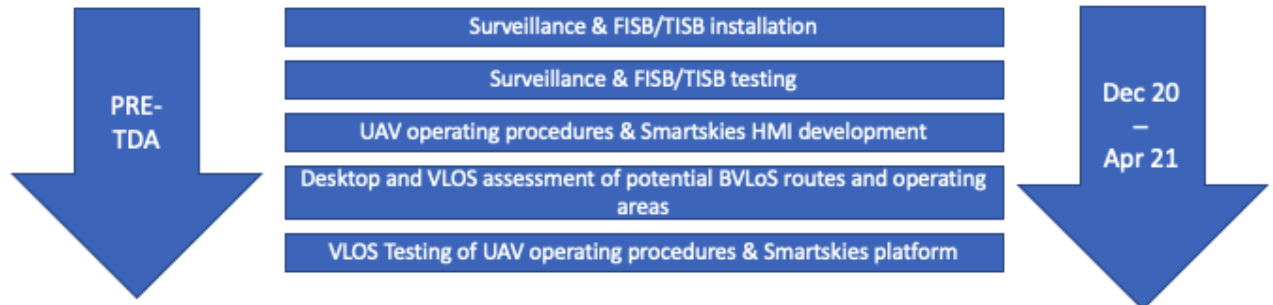 Surveillance & FISB/TISB installation
Surveillance & FISB/TISB testing
PRE-
TDA
UAV operating procedures & Smartskies HMI development
Dec 20
–
Apr 21
Desktop and VLOS assessment of potential BVLoS routes and operating
areas
VLOS Testing of UAV operating procedures & Smartskies platform